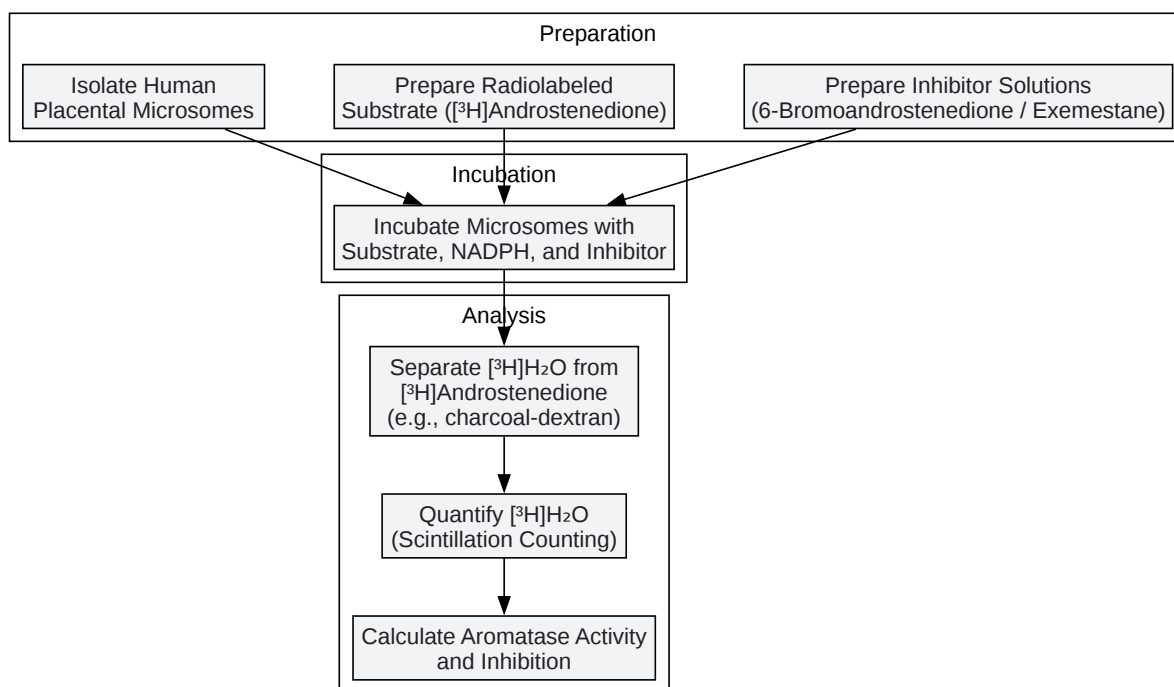 Preparation
Isolate Human
Placental Microsomes
Prepare Radiolabeled
Substrate ([³H]Androstenedione)
Prepare Inhibitor Solutions
(6-Bromoandrostenedione / Exemestane)
Incubation
Incubate Microsomes with
Substrate, NADPH, and Inhibitor
Analysis
Separate [³H]H₂O from
[³H]Androstenedione
(e.g., charcoal-dextran)
Quantify [³H]H₂O
(Scintillation Counting)
Calculate Aromatase Activity
and Inhibition